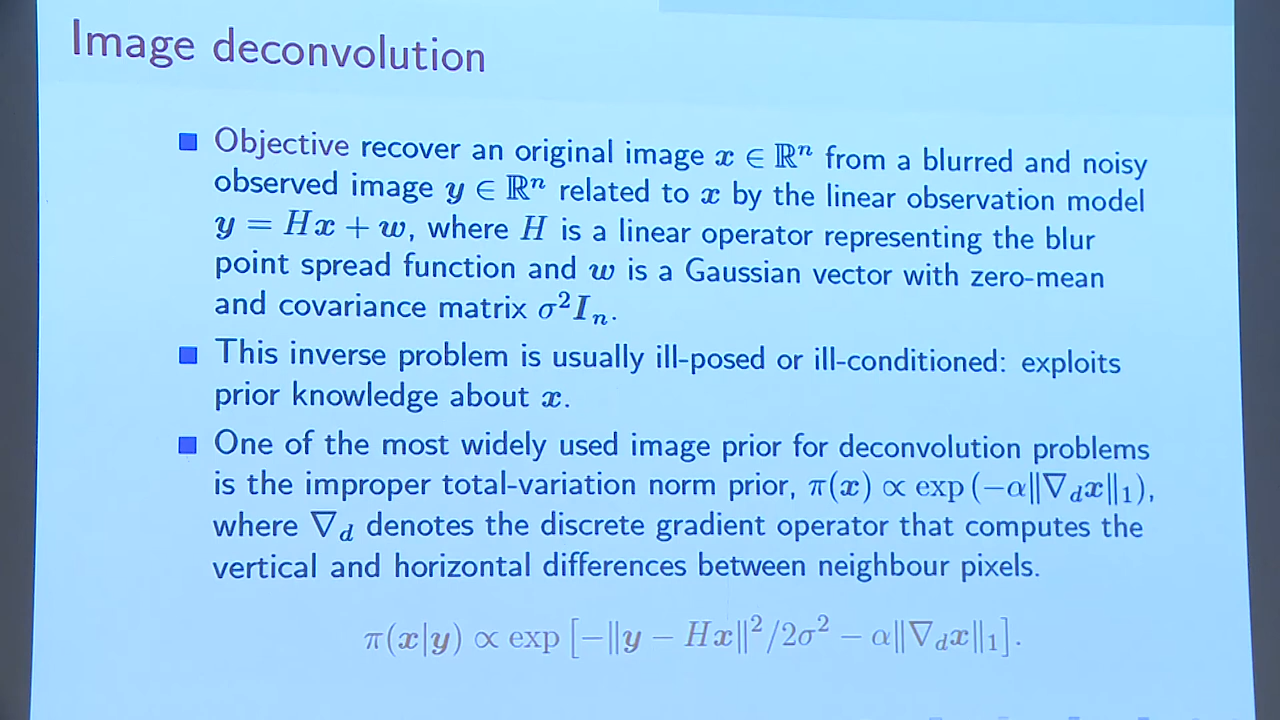 Image deconvolution
Objective recover an original image x ∈ ℝⁿ from a blurred and noisy
observed image y ∈ ℝⁿ related to x by the linear observation model
y = Hx + w, where H is a linear operator representing the blur
point spread function and w is a Gaussian vector with zero-mean
and covariance matrix σ²Iₙ.
This inverse problem is usually ill-posed or ill-conditioned: exploits
prior knowledge about x.
One of the most widely used image prior for deconvolution problems
is the improper total-variation norm prior, π(x) ∝ exp (−α‖∇_d x‖₁),
where ∇_d denotes the discrete gradient operator that computes the
vertical and horizontal differences between neighbour pixels.
π(x|y) ∝ exp [−‖y − Hx‖²/2σ² − α‖∇_d x‖₁].